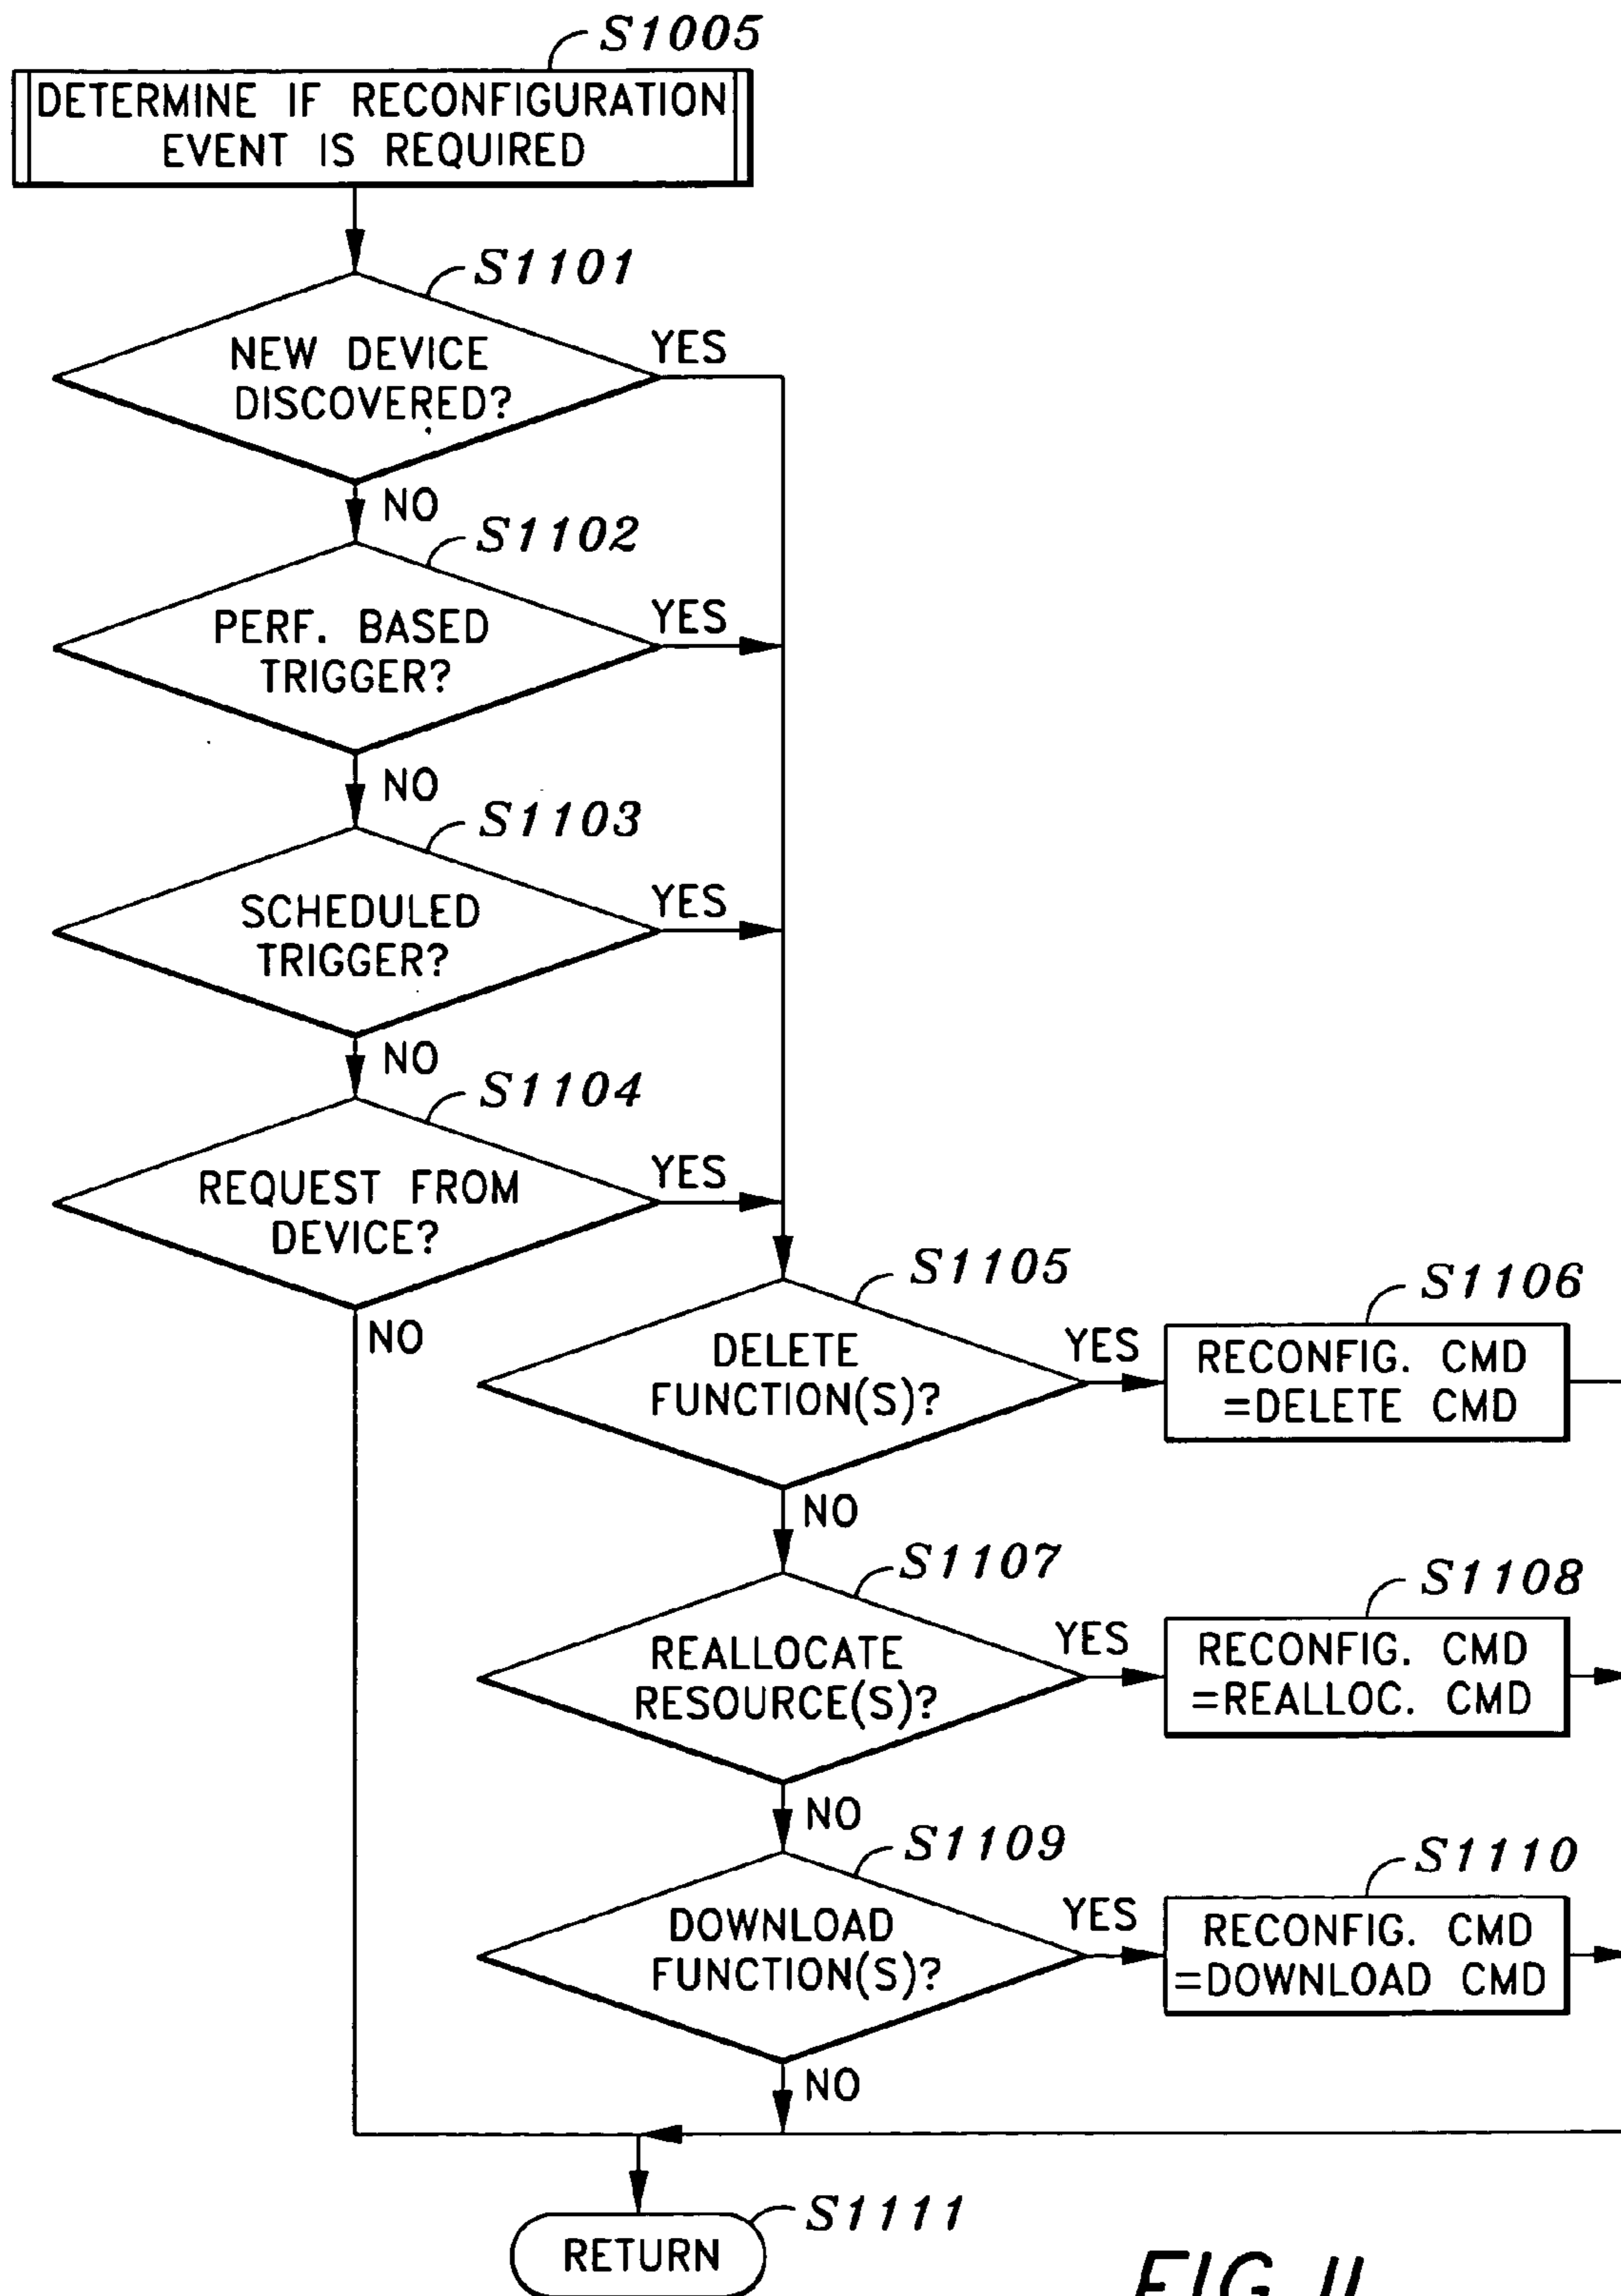 S1005
DETERMINE IF RECONFIGURATION
EVENT IS REQUIRED
S1101
NEW DEVICE
DISCOVERED?
YES
NO
S1102
PERF. BASED
TRIGGER?
YES
NO
S1103
SCHEDULED
TRIGGER?
YES
NO
S1104
REQUEST FROM
DEVICE?
YES
NO
S1105
DELETE
FUNCTION(S)?
YES
S1106
RECONFIG. CMD
=DELETE CMD
NO
S1107
REALLOCATE
RESOURCE(S)?
YES
S1108
RECONFIG. CMD
=REALLOC. CMD
NO
S1109
DOWNLOAD
FUNCTION(S)?
YES
S1110
RECONFIG. CMD
=DOWNLOAD CMD
NO
S1111
RETURN
FIG. 11